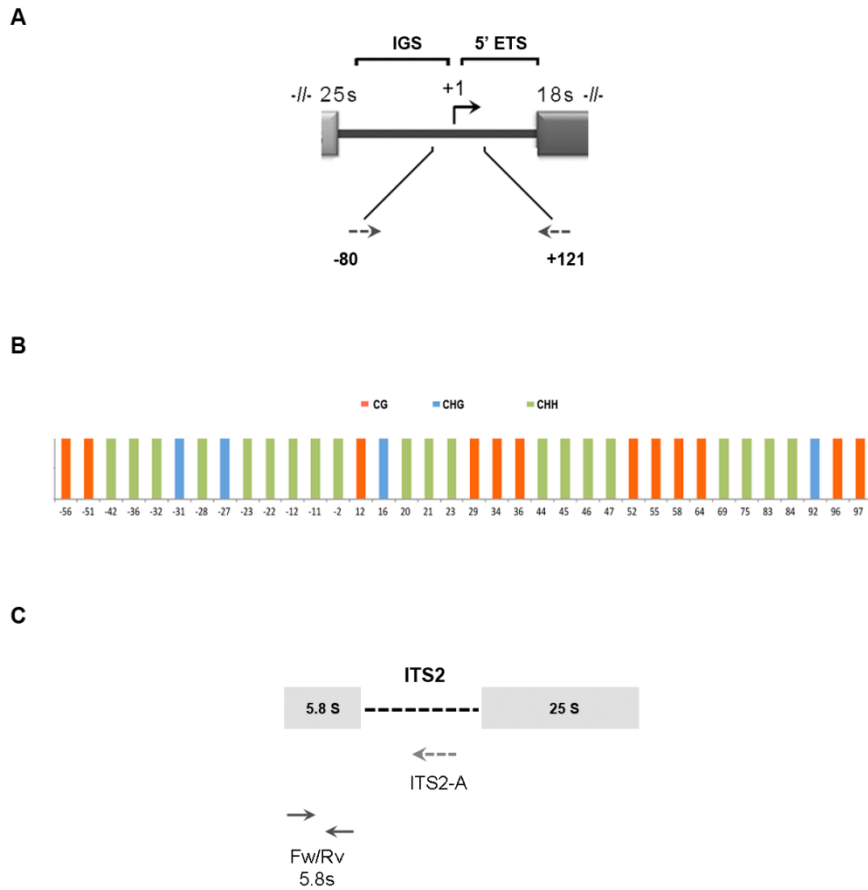 A
IGS 5’ ETS
-//- 25s +1 18s -//-
-80 +121
B
CG CHG CHH
-56 -51 -42 -36 -32 -31 -28 -27 -23 -22 -12 -11 -2 12 16 20 21 23 29 34 36 44 45 46 47 52 55 58 64 69 75 83 84 92 96 97
C
ITS2
5.8 S 25 S
ITS2-A
Fw/Rv
5.8s